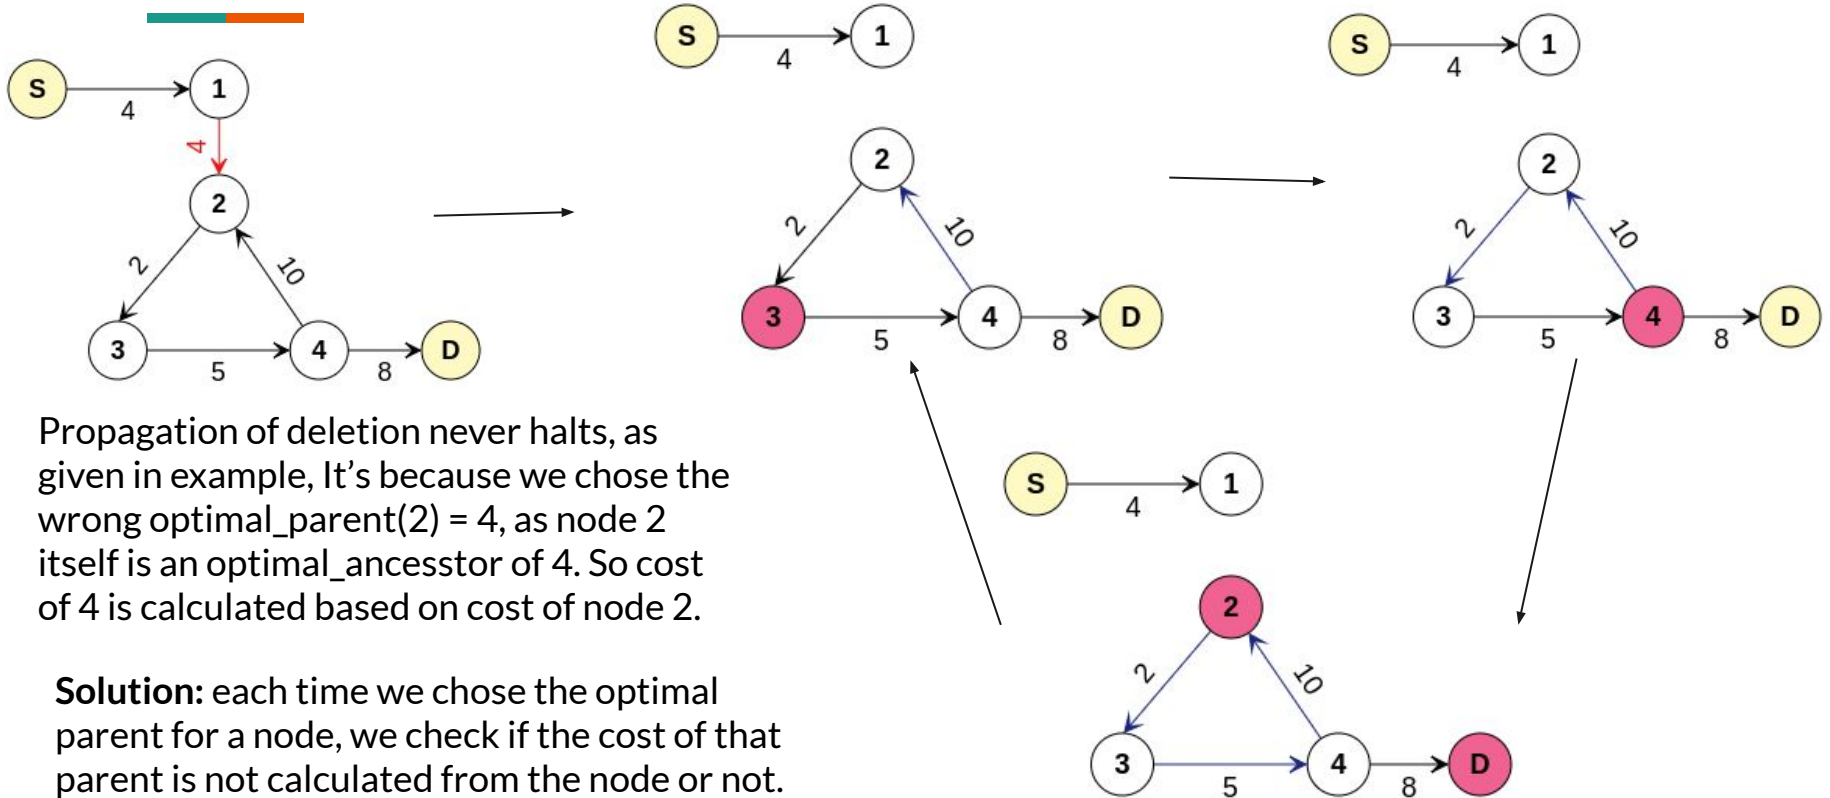 S 4 1
4
2
2 10
3 5 4 8 D
S 4 1
2
2 10
3 5 4 8 D
S 4 1
2
2 10
3 5 4 8 D
Propagation of deletion never halts, as
given in example, It’s because we chose the
wrong optimal_parent(2) = 4, as node 2
itself is an optimal_ancesstor of 4. So cost
of 4 is calculated based on cost of node 2.
Solution: each time we chose the optimal
parent for a node, we check if the cost of that
parent is not calculated from the node or not.
S 4 1
2
2 10
3 5 4 8 D